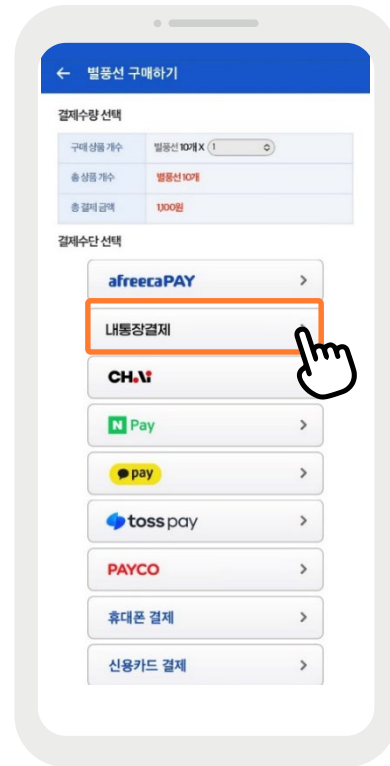 ← 별풍선 구매하기
결제수량 선택
구매 상품 개수 별풍선 10개 X 1
총 상품 개수 별풍선 10개
총 결제 금액 1,100원
결제수단 선택
afreecaPAY >
내통장결제
CHAI
N Pay >
pay >
toss pay >
PAYCO >
휴대폰 결제 >
신용카드 결제 >